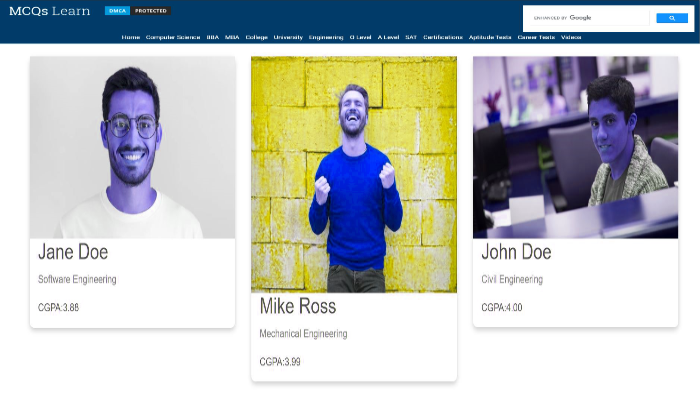 MCQs Learn
DMCA PROTECTED
ENHANCED BY Google
Home Computer Science BBA MBA College University Engineering O Level A Level SAT Certifications Aptitude Tests Career Tests Videos
Jane Doe
Software Engineering
CGPA:3.88
Mike Ross
Mechanical Engineering
CGPA:3.99
John Doe
Civil Engineering
CGPA:4.00